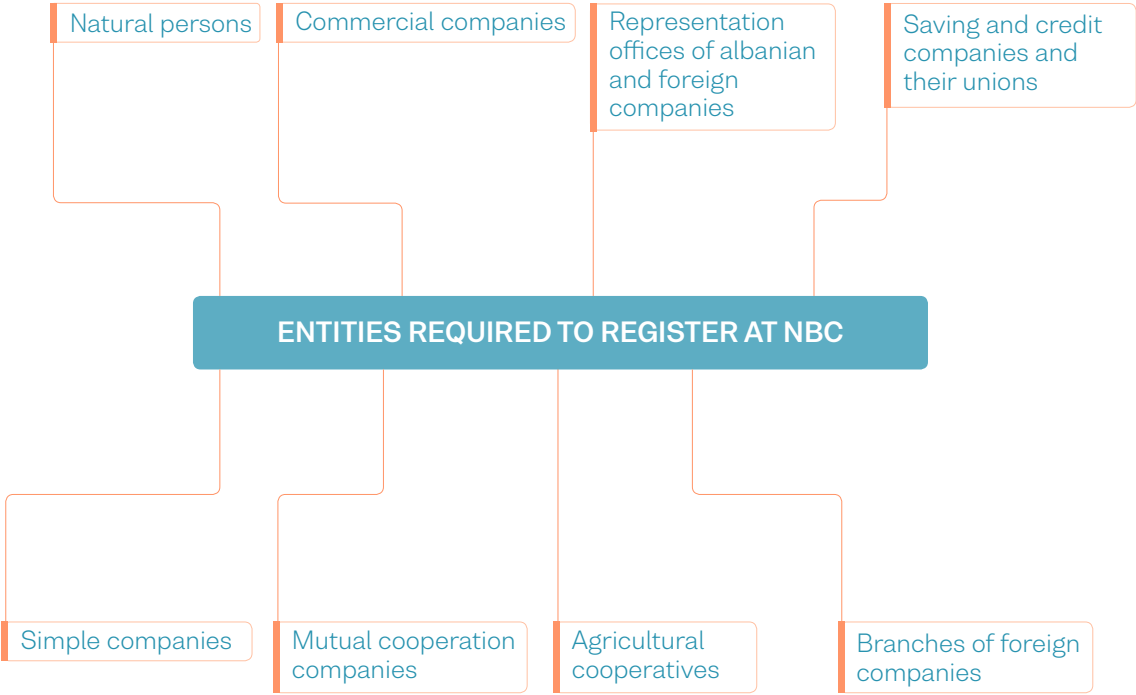 Natural persons
Commercial companies
Representation
offices of albanian
and foreign
companies
Saving and credit
companies and
their unions
ENTITIES REQUIRED TO REGISTER AT NBC
Simple companies
Mutual cooperation
companies
Agricultural
cooperatives
Branches of foreign
companies